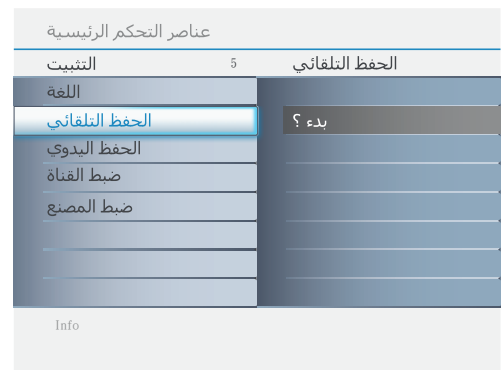 عناصر التحكم الرئيسية
التثبيت 5 الحفظ التلقائي
اللغة
الحفظ التلقائي بدء ؟
الحفظ اليدوي
ضبط القناة
ضبط المصنع
Info